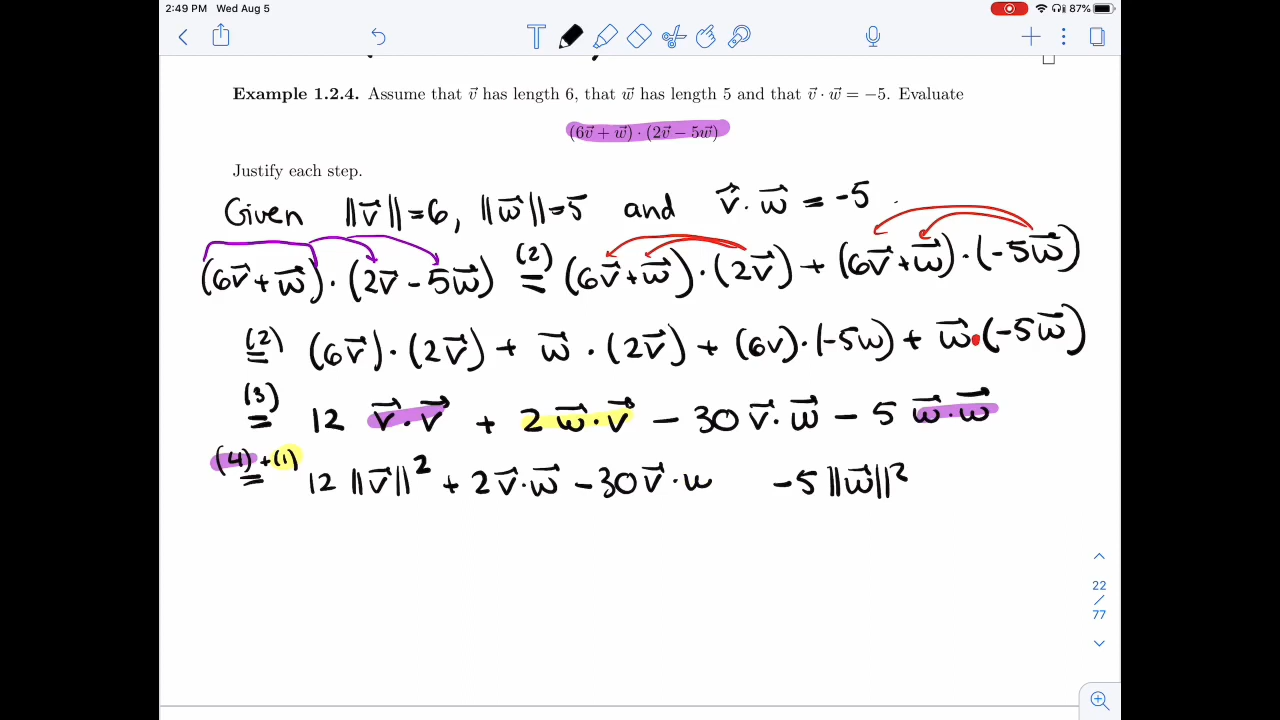 2:49 PM Wed Aug 5 87%
T
Example 1.2.4. Assume that v⃗ has length 6, that w⃗ has length 5 and that v⃗ · w⃗ = −5. Evaluate
(6v⃗ + w⃗) · (2v⃗ − 5w⃗)
Justify each step.
Given ‖v⃗‖=6, ‖w⃗‖=5 and v⃗ · w⃗ = -5
(6v⃗ + w⃗) · (2v⃗ − 5w⃗) (2)= (6v⃗ + w⃗) · (2v⃗) + (6v⃗ + w⃗) · (−5w⃗)
(2)= (6v⃗) · (2v⃗) + w⃗ · (2v⃗) + (6v) · (−5w) + w⃗ · (−5w⃗)
(3)= 12 v⃗ · v⃗ + 2 w⃗ · v⃗ − 30 v⃗ · w⃗ − 5 w⃗ · w⃗
(4)+(1)= 12 ‖v⃗‖² + 2 v⃗ · w⃗ − 30 v⃗ · w −5 ‖w⃗‖²
22
/
77